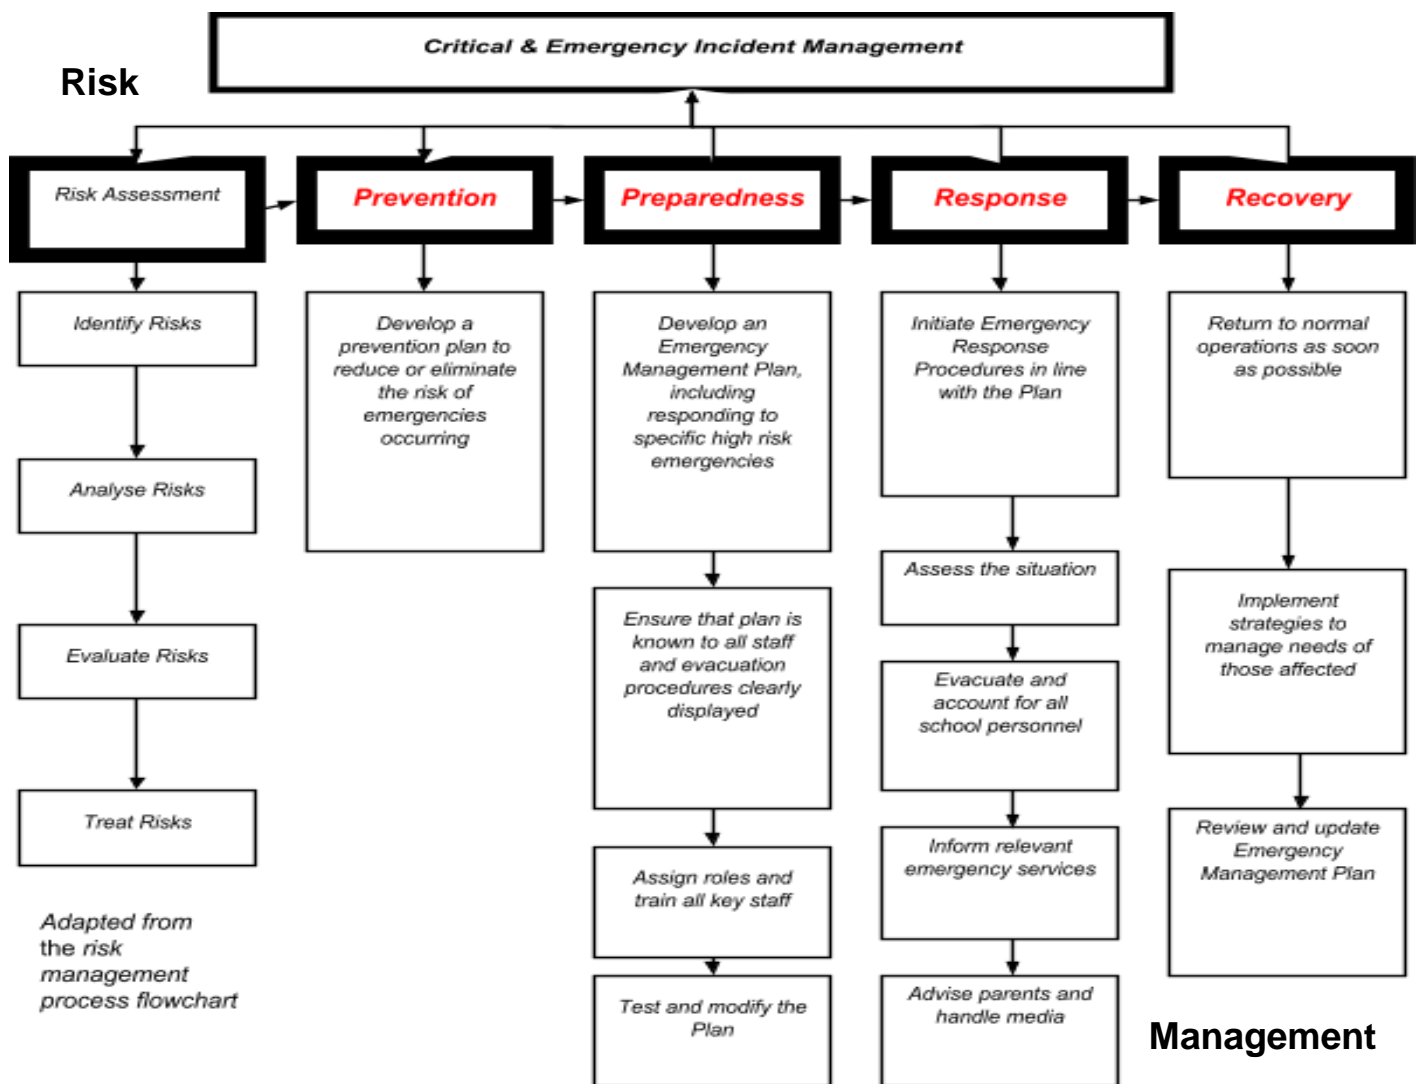 Critical & Emergency Incident Management
Risk
Risk Assessment
Prevention
Preparedness
Response
Recovery
Identify Risks
Analyse Risks
Evaluate Risks
Treat Risks
Adapted from
the risk
management
process flowchart
Develop a
prevention plan to
reduce or eliminate
the risk of
emergencies
occurring
Develop an
Emergency
Management Plan,
including
responding to
specific high risk
emergencies
Ensure that plan is
known to all staff
and evacuation
procedures clearly
displayed
Assign roles and
train all key staff
Test and modify the
Plan
Initiate Emergency
Response
Procedures in line
with the Plan
Assess the situation
Evacuate and
account for all
school personnel
Inform relevant
emergency services
Advise parents and
handle media
Return to normal
operations as soon
as possible
Implement
strategies to
manage needs of
those affected
Review and update
Emergency
Management Plan
Management